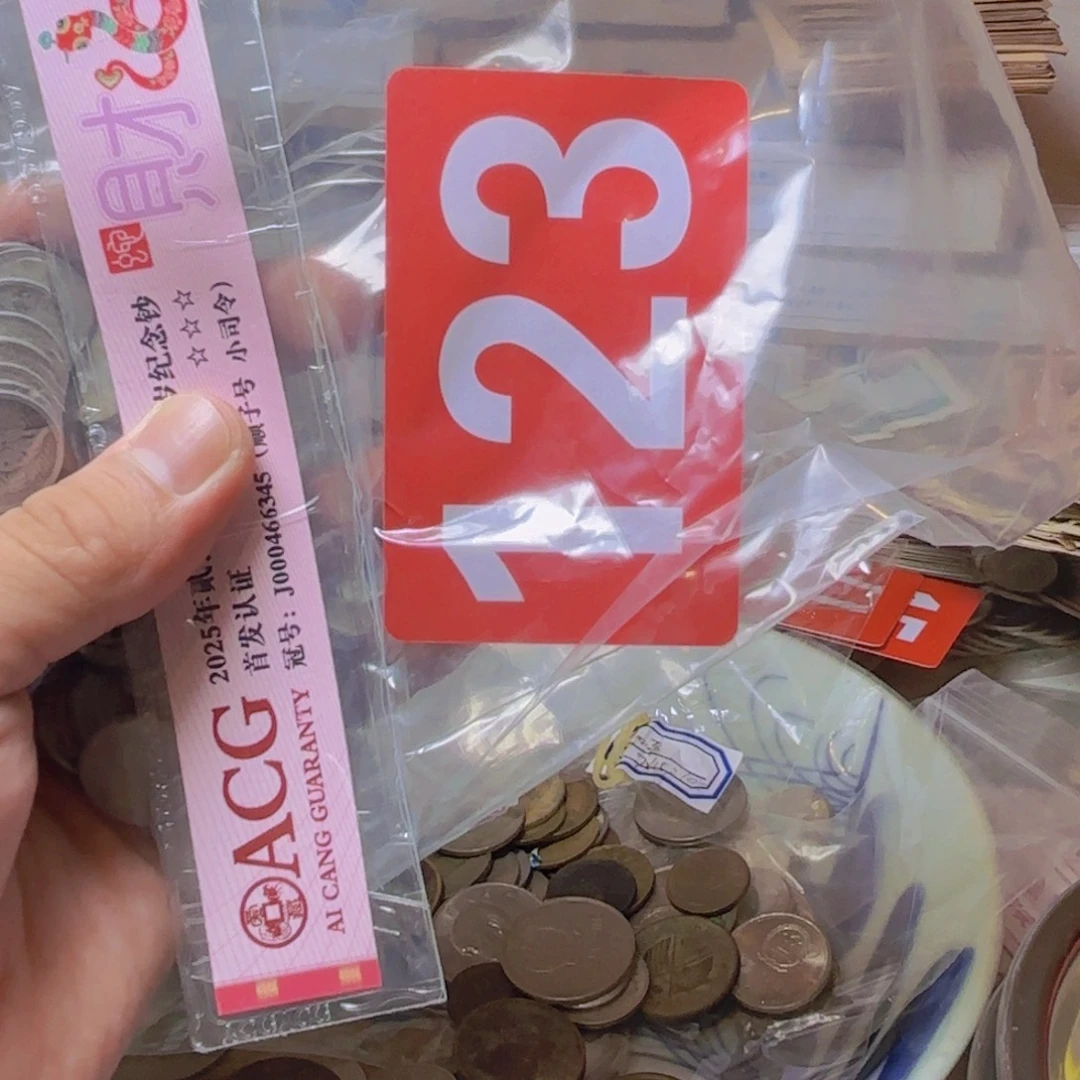 财
2025年贰
岁纪念钞
首发认证
☆☆☆
冠号: J000466345 (顺子号 小司令)
ACG
AI CANG GUARANTY
123